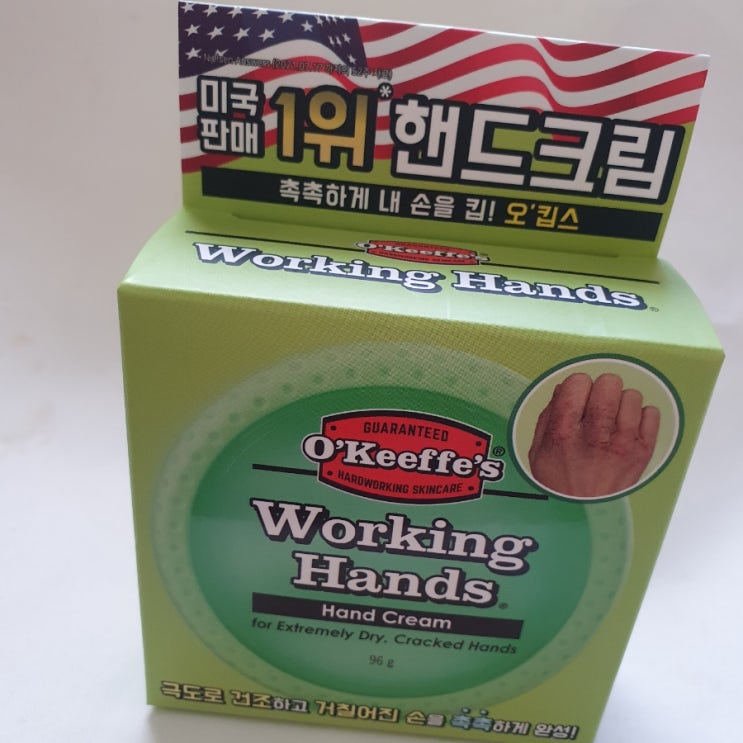 미국
판매
1위*
핸드크림
촉촉하게 내 손을 킵! 오'킵스
O'Keeffe's
Working Hands®
GUARANTEED
O'Keeffe's®
HARDWORKING SKINCARE
Working
Hands®
Hand Cream
for Extremely Dry, Cracked Hands
96 g
극도로 건조하고 거칠어진 손을 촉촉하게 완성!